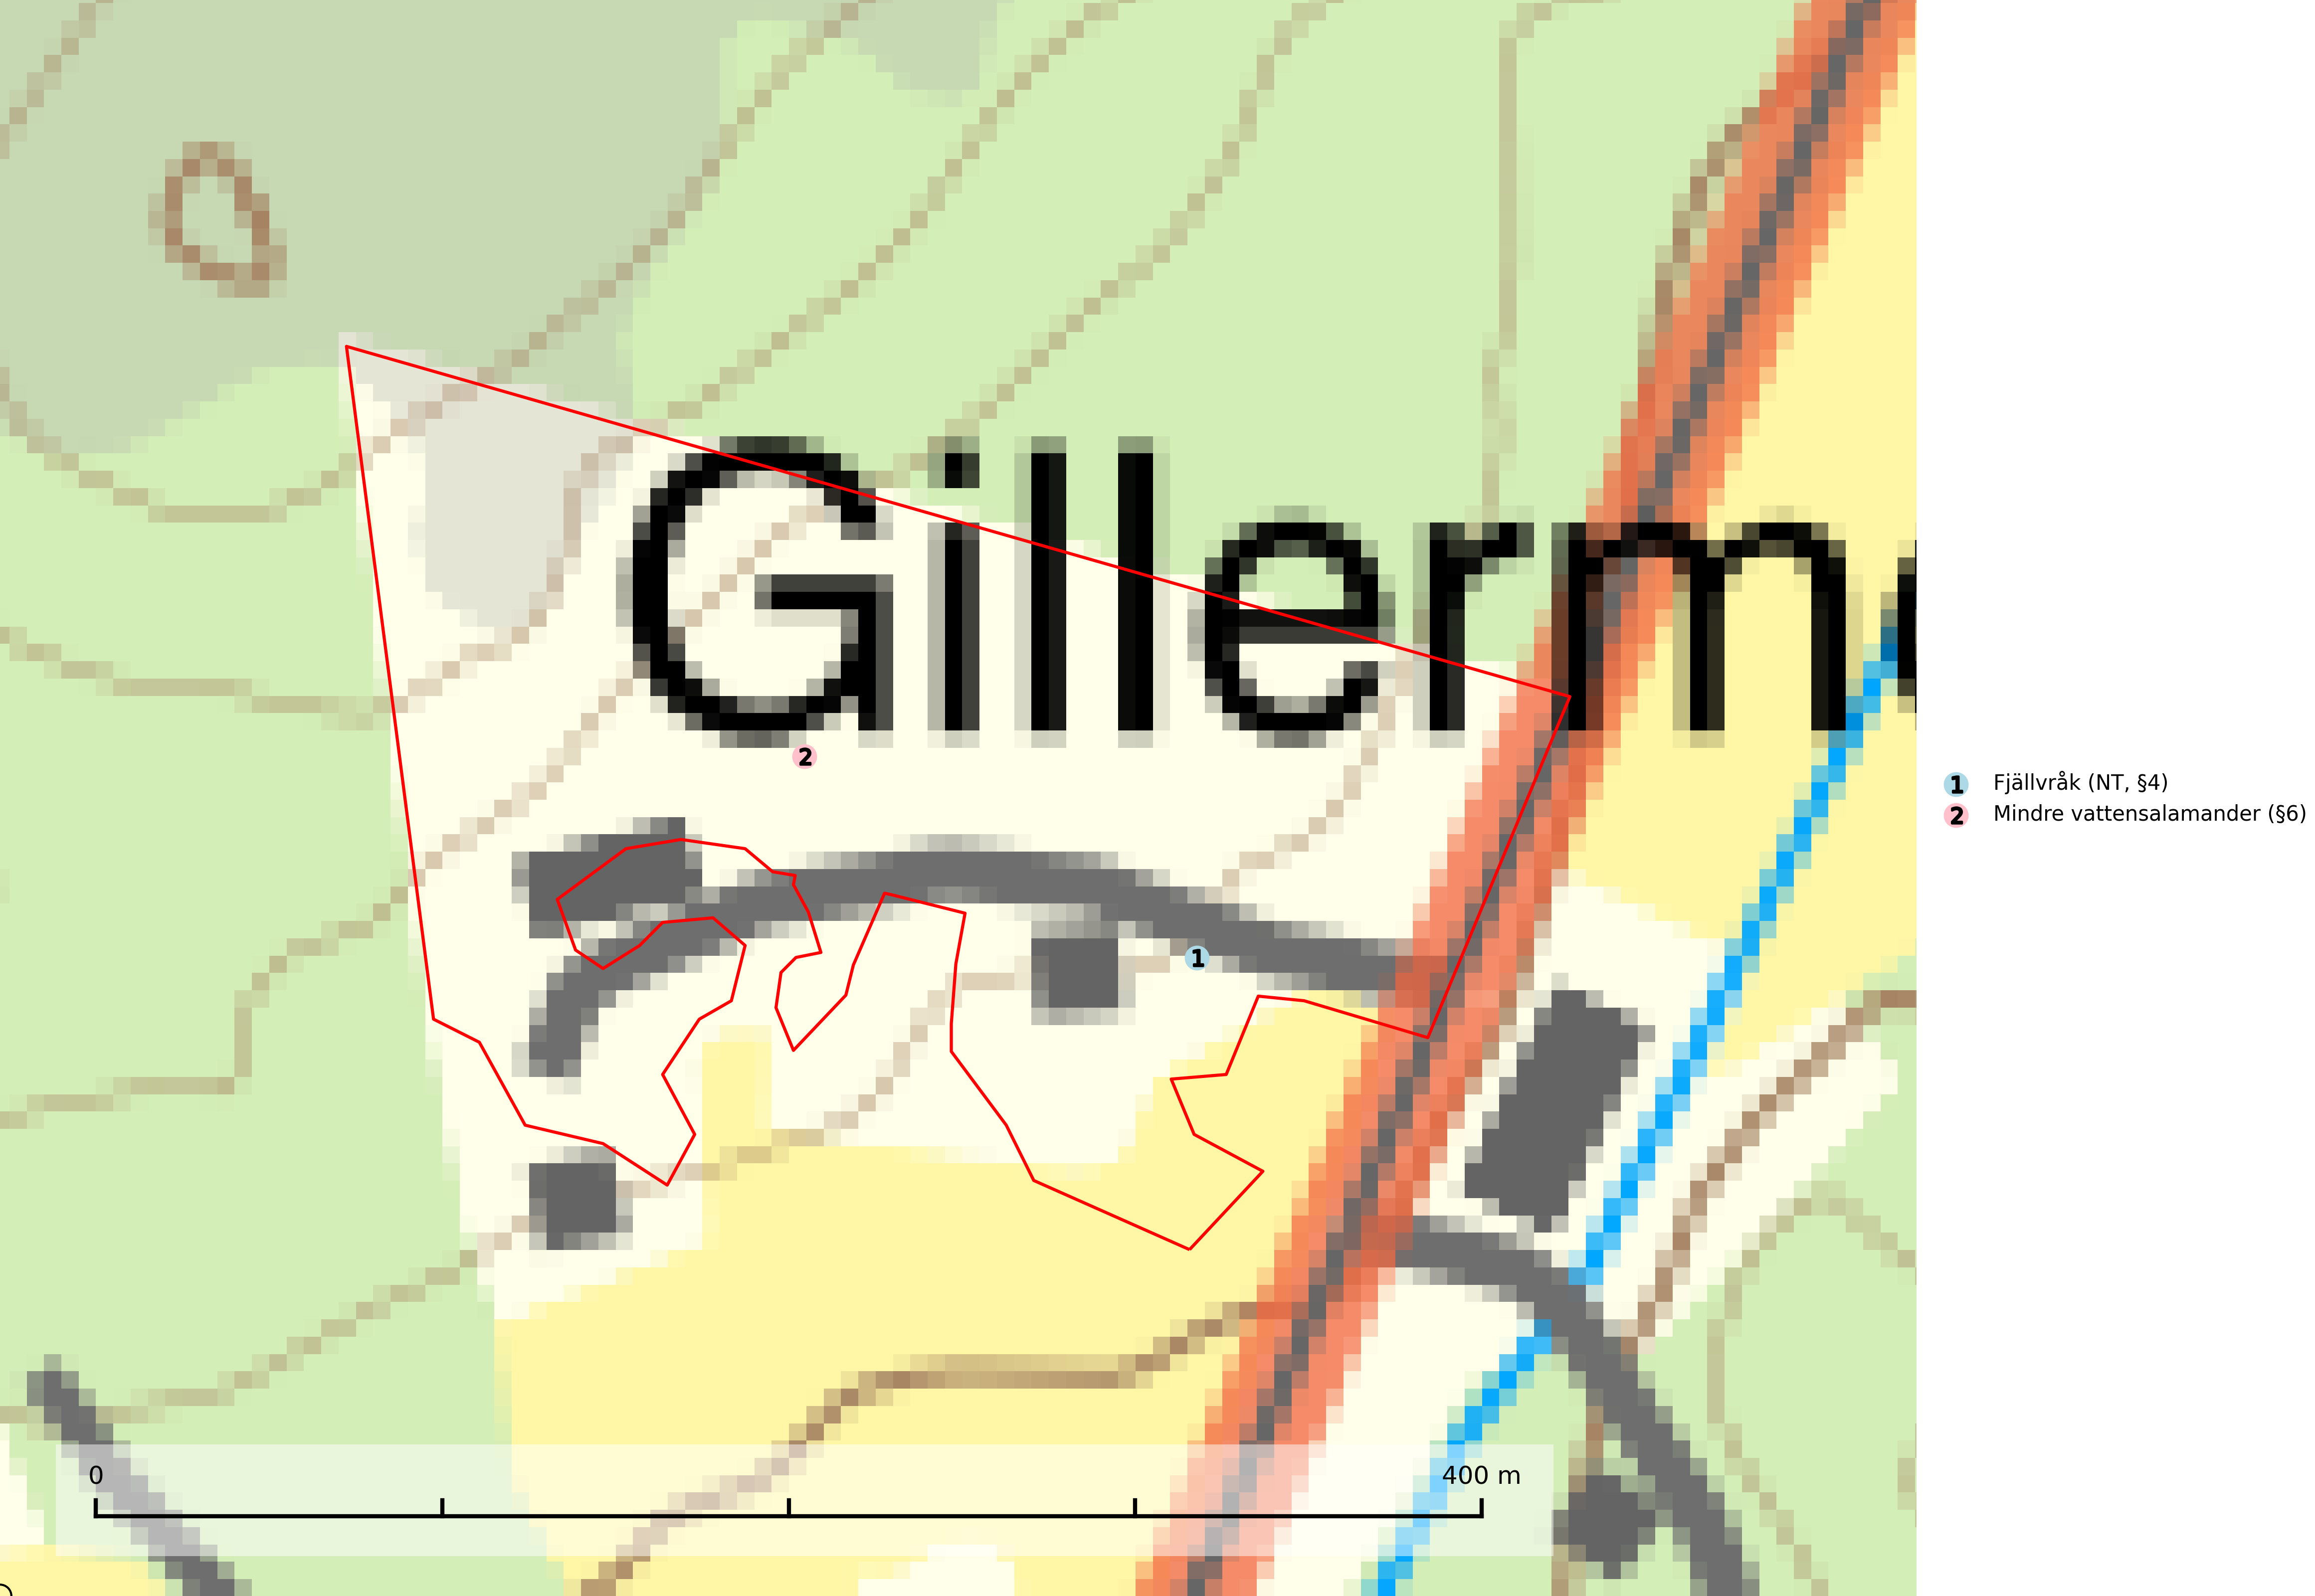 Gillerm
2
1
1 Fjällvråk (NT, §4)
2 Mindre vattensalamander (§6)
0 400 m